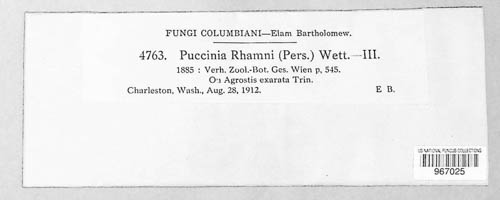 FUNGI COLUMBIANI—Elam Bartholomew.
4763. Puccinia Rhamni (Pers.) Wett.—III.
1885 : Verh. Zool.-Bot. Ges. Wien p, 545.
On Agrostis exarata Trin.
Charleston, Wash., Aug. 28, 1912. E B.
US NATIONAL FUNGUS COLLECTIONS
967025